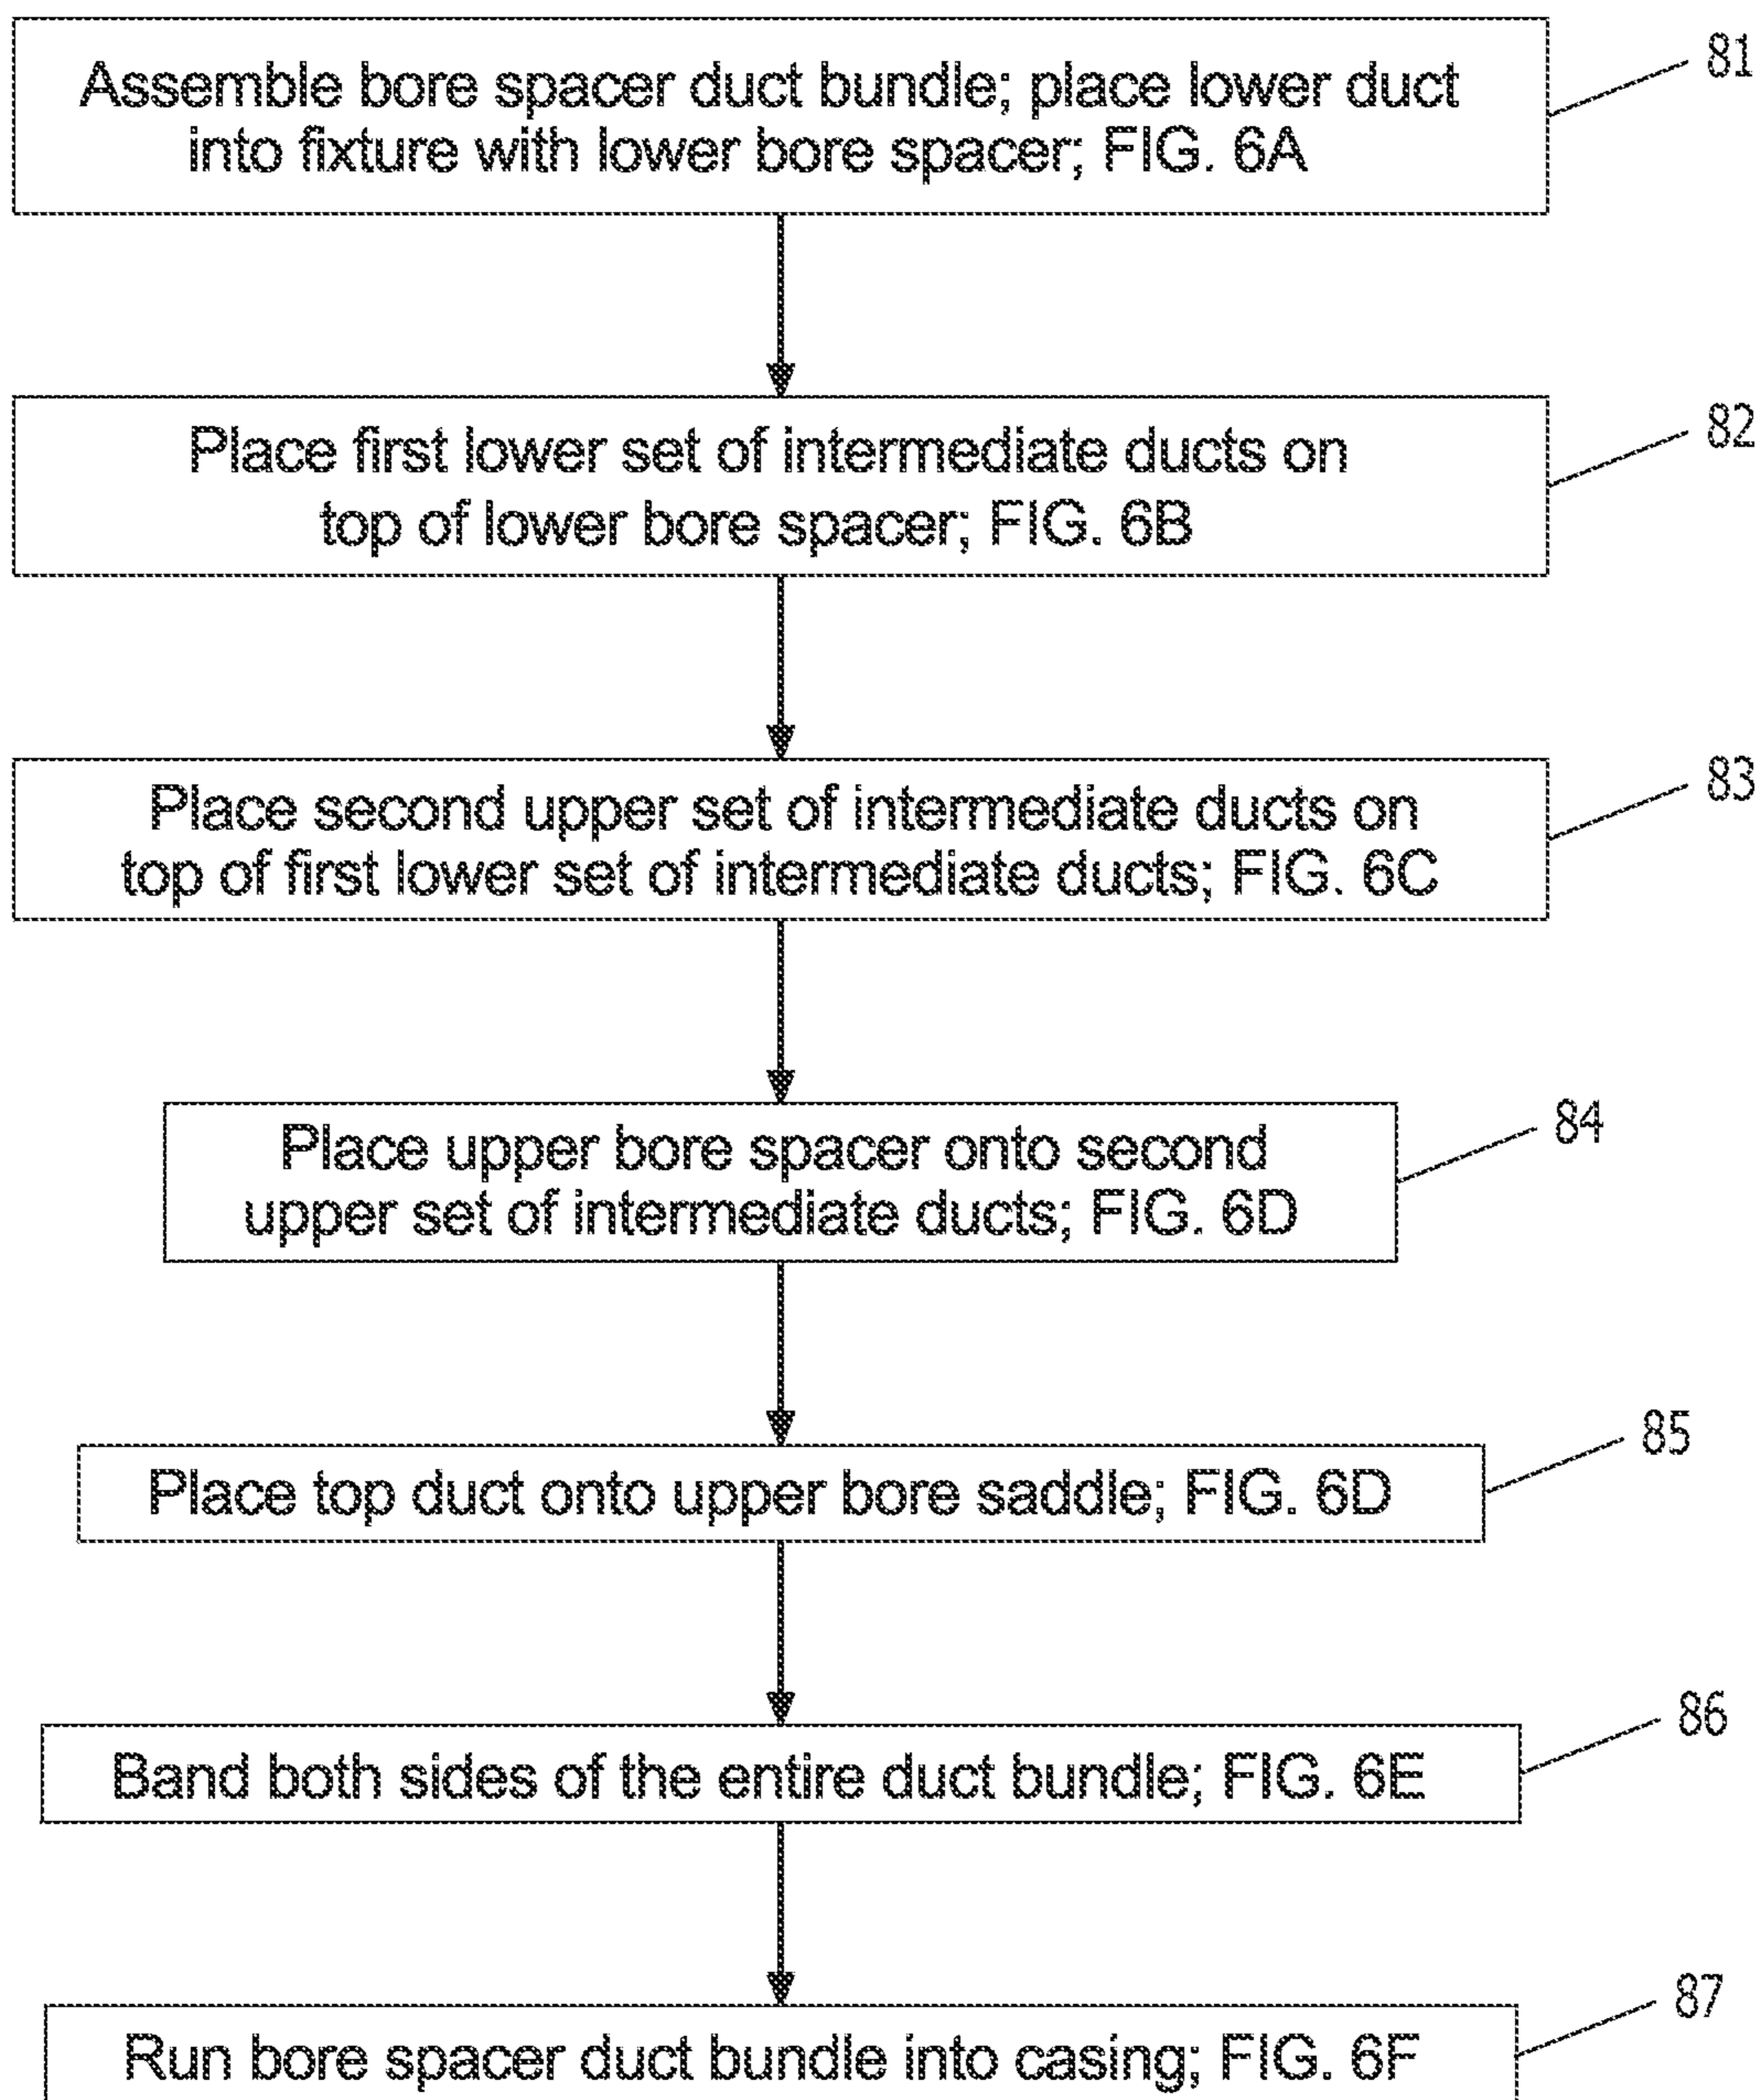 Assemble bore spacer duct bundle; place lower duct
into fixture with lower bore spacer; FIG. 6A
81
Place first lower set of intermediate ducts on
top of lower bore spacer; FIG. 6B
82
Place second upper set of intermediate ducts on
top of first lower set of intermediate ducts; FIG. 6C
83
Place upper bore spacer onto second
upper set of intermediate ducts; FIG. 6D
84
Place top duct onto upper bore saddle; FIG. 6D
85
Band both sides of the entire duct bundle; FIG. 6E
86
Run bore spacer duct bundle into casing; FIG. 6F
87